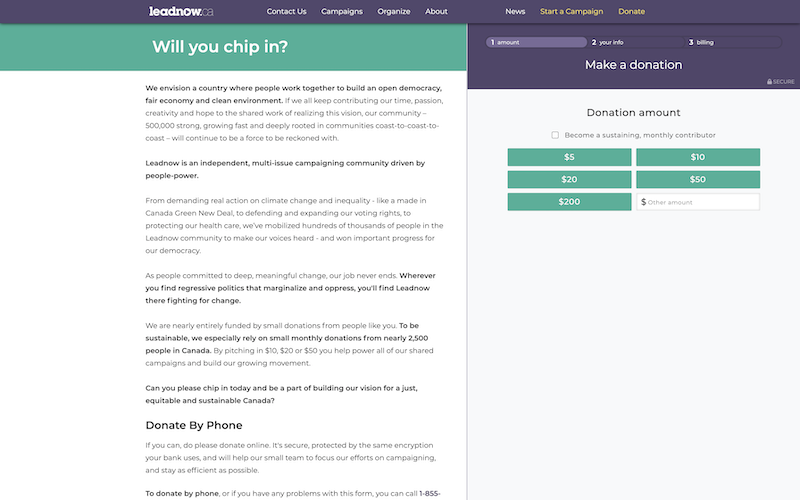 leadnow.ca
Contact Us Campaigns Organize About News Start a Campaign Donate
Will you chip in?
We envision a country where people work together to build an open democracy,
fair economy and clean environment. If we all keep contributing our time, passion,
creativity and hope to the shared work of realizing this vision, our community –
500,000 strong, growing fast and deeply rooted in communities coast-to-coast-to-
coast – will continue to be a force to be reckoned with.
Leadnow is an independent, multi-issue campaigning community driven by
people-power.
From demanding real action on climate change and inequality - like a made in
Canada Green New Deal, to defending and expanding our voting rights, to
protecting our health care, we've mobilized hundreds of thousands of people in the
Leadnow community to make our voices heard - and won important progress for
our democracy.
As people committed to deep, meaningful change, our job never ends. Wherever
you find regressive politics that marginalize and oppress, you'll find Leadnow
there fighting for change.
We are nearly entirely funded by small donations from people like you. To be
sustainable, we especially rely on small monthly donations from nearly 2,500
people in Canada. By pitching in $10, $20 or $50 you help power all of our shared
campaigns and build our growing movement.
Can you please chip in today and be a part of building our vision for a just,
equitable and sustainable Canada?
Donate By Phone
If you can, do please donate online. It's secure, protected by the same encryption
your bank uses, and will help our small team to focus our efforts on campaigning,
and stay as efficient as possible.
To donate by phone, or if you have any problems with this form, you can call 1-855-
1 amount 2 your info 3 billing
Make a donation
SECURE
Donation amount
Become a sustaining, monthly contributor
$5 $10
$20 $50
$200 $ Other amount